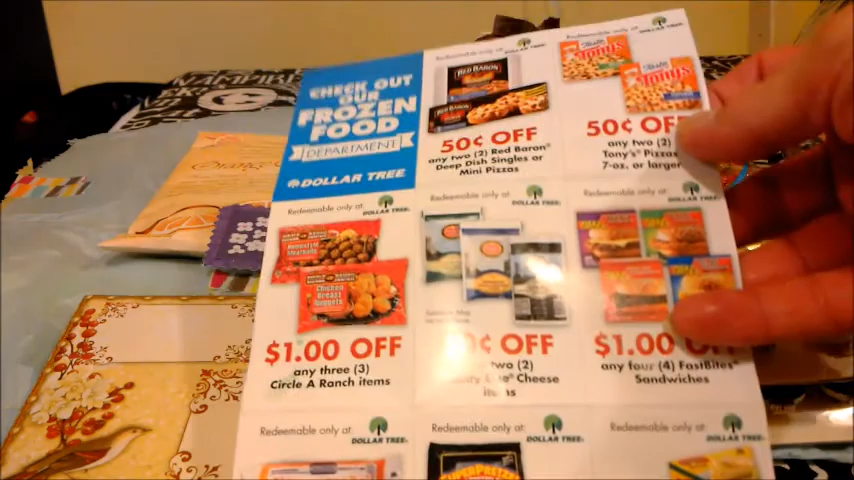 VAMPIRE
CHECK OUT
OUR
FROZEN
FOOD
DEPARTMENT
DOLLAR TREE
Redeemable only at:
DOLLAR TREE
RED BARON
RED BARON
50¢ OFF
any two (2) Red Baron®
Deep Dish Singles or
Mini Pizzas
Redeemable only at:
DOLLAR TREE
Tony's
Tony's
50¢ OFF
any two (2)
Tony's® Pizzas
7-oz. or larger
Redeemable only at:
DOLLAR TREE
Homestyle
Meatballs
Chicken
Breast
Nuggets
$1.00 OFF
any three (3)
Circle A Ranch items
Redeemable only at:
DOLLAR TREE
¢ OFF
two (2)
Cheese
items
Redeemable only at:
DOLLAR TREE
$1.00 OFF
any four (4) FastBites®
Sandwiches
Redeemable only at:
DOLLAR TREE
Redeemable only at:
DOLLAR TREE
SUPERPRETZEL
Redeemable only at:
DOLLAR TREE